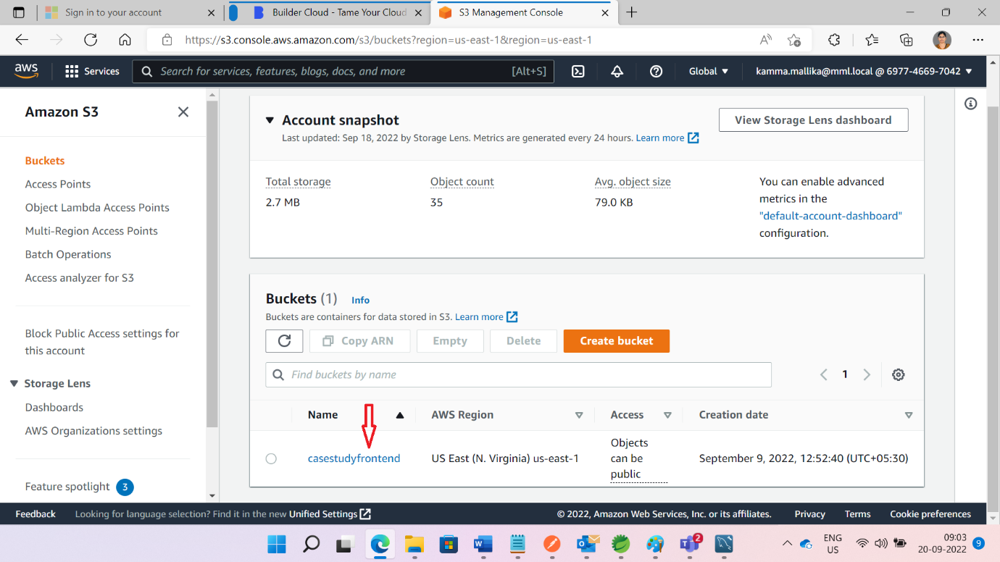 Sign in to your account
Builder Cloud - Tame Your Cloud
S3 Management Console
https://s3.console.aws.amazon.com/s3/buckets?region=us-east-1&region=us-east-1
aws
Services
Search for services, features, blogs, docs, and more
[Alt+S]
Global
kamma.mallika@mml.local @ 6977-4669-7042
Amazon S3
Buckets
Access Points
Object Lambda Access Points
Multi-Region Access Points
Batch Operations
Access analyzer for S3
Block Public Access settings for
this account
Storage Lens
Dashboards
AWS Organizations settings
Feature spotlight 3
Account snapshot
View Storage Lens dashboard
Last updated: Sep 18, 2022 by Storage Lens. Metrics are generated every 24 hours. Learn more
Total storage
2.7 MB
Object count
35
Avg. object size
79.0 KB
You can enable advanced
metrics in the
"default-account-dashboard"
configuration.
Buckets (1) Info
Buckets are containers for data stored in S3. Learn more
Copy ARN
Empty
Delete
Create bucket
Find buckets by name
1
Name
AWS Region
Access
Creation date
casestudyfrontend
US East (N. Virginia) us-east-1
Objects
can be
public
September 9, 2022, 12:52:40 (UTC+05:30)
Feedback
Looking for language selection? Find it in the new Unified Settings
© 2022, Amazon Web Services, Inc. or its affiliates.
Privacy
Terms
Cookie preferences
2
ENG
US
09:03
20-09-2022
9